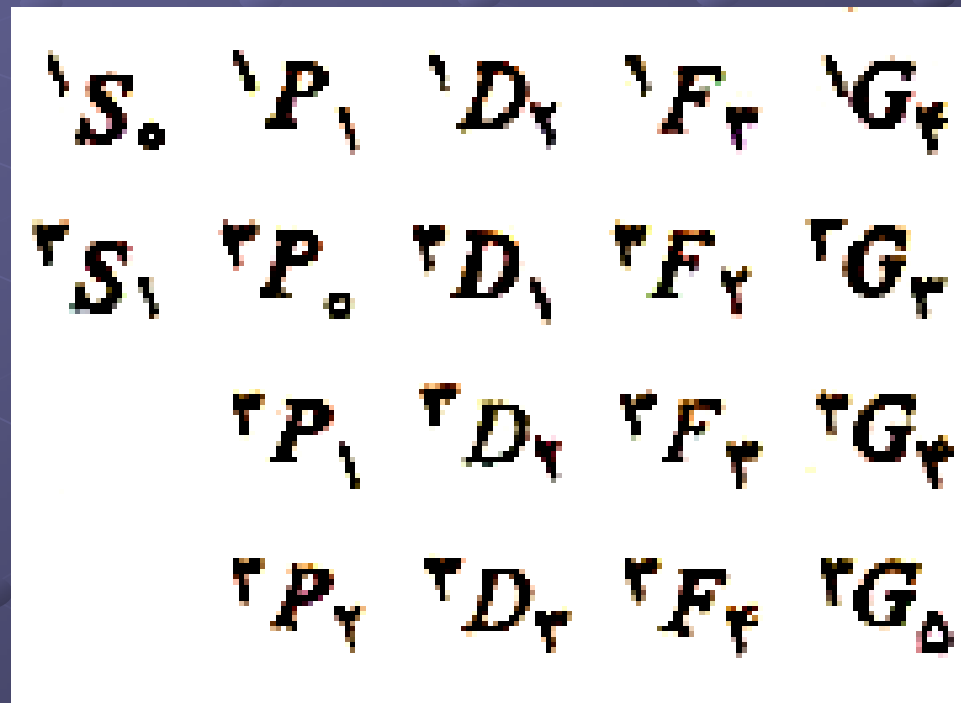 ۱S۰ ۱P۱ ۱D۲ ۱F۳ ۱G۴
۳S۱ ۳P۰ ۳D۱ ۳F۲ ۳G۳
۳P۱ ۳D۲ ۳F۳ ۳G۴
۳P۲ ۳D۳ ۳F۴ ۳G۵